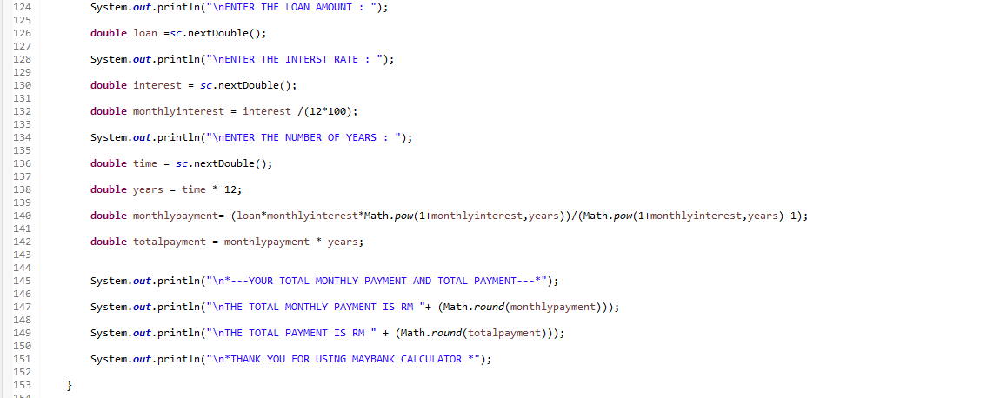 124 System.out.println("\nENTER THE LOAN AMOUNT : ");
125
126 double loan =sc.nextDouble();
127
128 System.out.println("\nENTER THE INTERST RATE : ");
129
130 double interest = sc.nextDouble();
131
132 double monthlyinterest = interest /(12*100);
133
134 System.out.println("\nENTER THE NUMBER OF YEARS : ");
135
136 double time = sc.nextDouble();
137
138 double years = time * 12;
139
140 double monthlypayment= (loan*monthlyinterest*Math.pow(1+monthlyinterest,years))/(Math.pow(1+monthlyinterest,years)-1);
141
142 double totalpayment = monthlypayment * years;
143
144
145 System.out.println("\n*---YOUR TOTAL MONTHLY PAYMENT AND TOTAL PAYMENT---*");
146
147 System.out.println("\nTHE TOTAL MONTHLY PAYMENT IS RM "+ (Math.round(monthlypayment)));
148
149 System.out.println("\nTHE TOTAL PAYMENT IS RM " + (Math.round(totalpayment)));
150
151 System.out.println("\n*THANK YOU FOR USING MAYBANK CALCULATOR *");
152
153 }
154